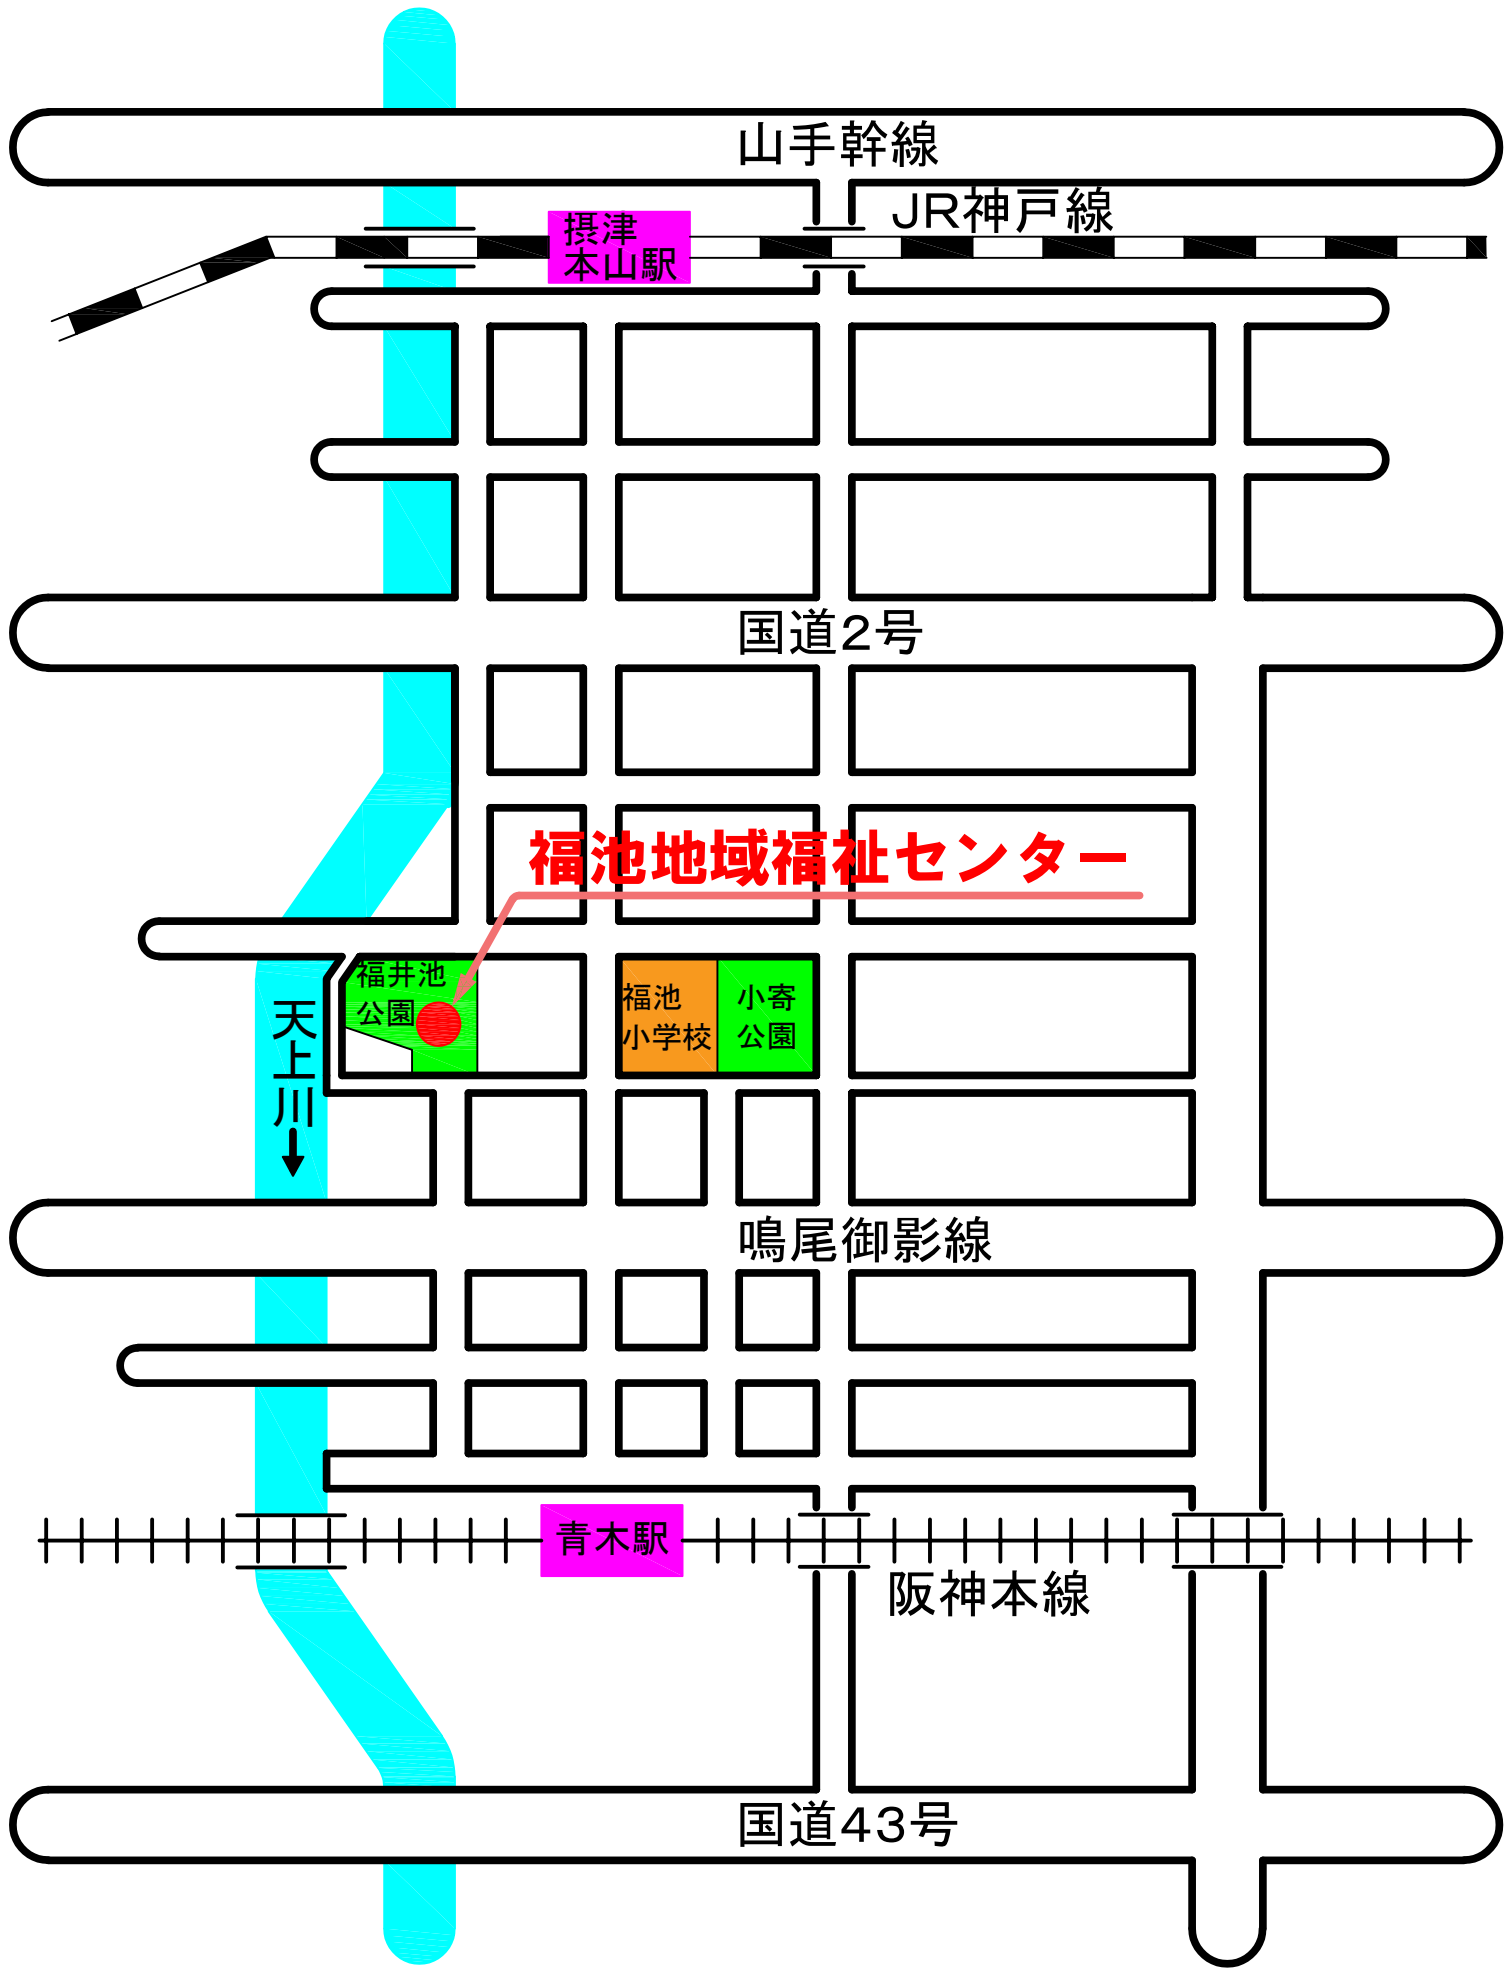 山手幹線
JR神戸線
摂津
本山駅
国道2号
福池地域福祉センター
福井池
公園
福池
小学校
小寄
公園
天上川
鳴尾御影線
青木駅
阪神本線
国道43号